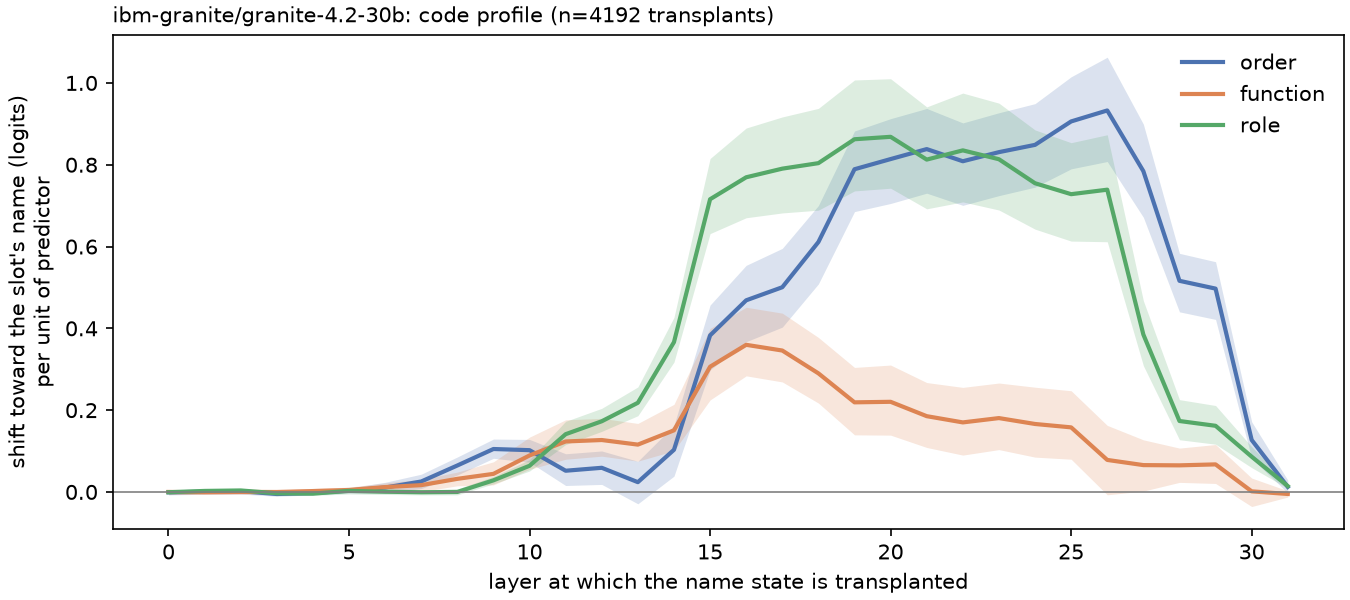 ibm-granite/granite-4.2-30b: code profile (n=4192 transplants)
shift toward the slot's name (logits)
per unit of predictor
1.0
0.8
0.6
0.4
0.2
0.0
order
function
role
0 5 10 15 20 25 30
layer at which the name state is transplanted